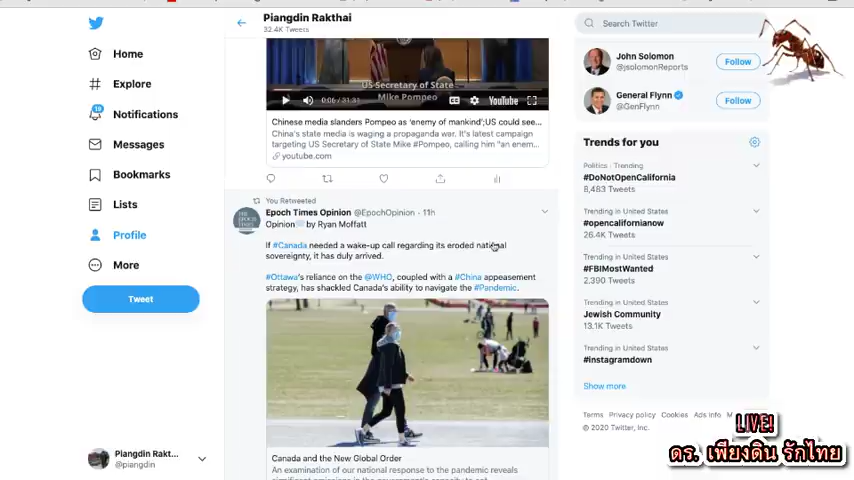 Piangdin Rakthai
32.4K Tweets
Search Twitter
Home
Explore
Notifications
Messages
Bookmarks
Lists
Profile
More
Tweet
Piangdin Rakt...
@piangdin
US Secretary of State
Mike Pompeo
0:06 / 31:31
YouTube
Chinese media slanders Pompeo as 'enemy of mankind';US could see...
China's state media is waging a propaganda war. It's latest campaign
targeting US Secretary of State Mike #Pompeo, calling him "an enem...
youtube.com
You Retweeted
Epoch Times Opinion @EpochOpinion · 11h
Opinion by Ryan Moffatt
If #Canada needed a wake-up call regarding its eroded national
sovereignty, it has duly arrived.
#Ottawa's reliance on the @WHO, coupled with a #China appeasement
strategy, has shackled Canada's ability to navigate the #Pandemic.
Canada and the New Global Order
An examination of our national response to the pandemic reveals
John Solomon
@jsolomonReports
Follow
General Flynn
@GenFlynn
Follow
Trends for you
Politics · Trending
#DoNotOpenCalifornia
8,483 Tweets
Trending in United States
#opencalifornianow
26.4K Tweets
Trending in United States
#FBIMostWanted
2,390 Tweets
Trending in United States
Jewish Community
13.1K Tweets
Trending in United States
#instagramdown
Show more
Terms Privacy policy Cookies Ads info
© 2020 Twitter, Inc.
LIVE!
ดร. เพียงดิน รักไทย